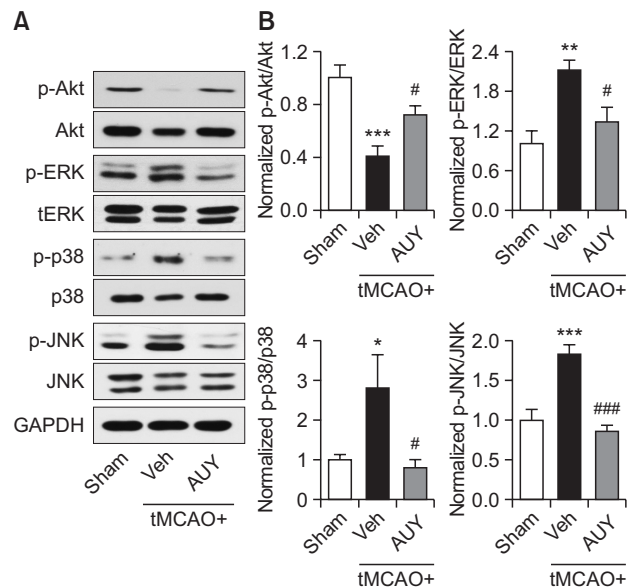 A
p-Akt
Akt
p-ERK
tERK
p-p38
p38
p-JNK
JNK
GAPDH
Sham
Veh
AUY
tMCAO+
B
Normalized p-Akt/Akt
1.2
0.8
0.4
0.0
***
#
Sham
Veh
AUY
tMCAO+
Normalized p-ERK/ERK
2.4
1.8
1.2
0.6
0.0
**
#
Sham
Veh
AUY
tMCAO+
Normalized p-p38/p38
4
3
2
1
0
*
#
Sham
Veh
AUY
tMCAO+
Normalized p-JNK/JNK
2.0
1.5
1.0
0.5
0.0
***
###
Sham
Veh
AUY
tMCAO+